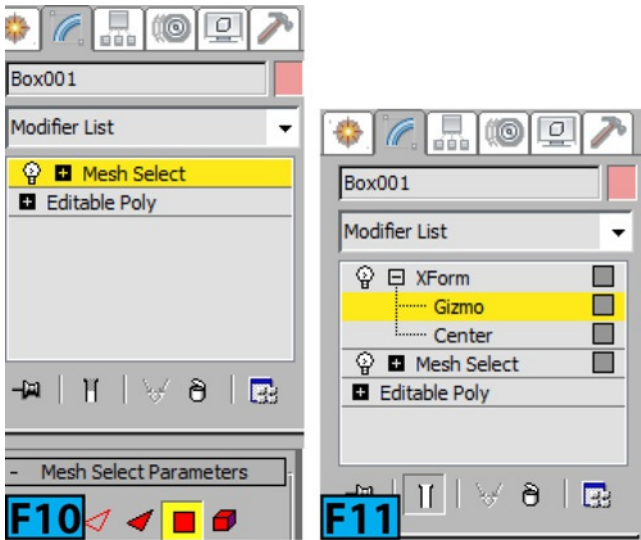 Box001
Modifier List
Mesh Select
Editable Poly
- Mesh Select Parameters
F10
Box001
Modifier List
XForm
Gizmo
Center
Mesh Select
Editable Poly
F11